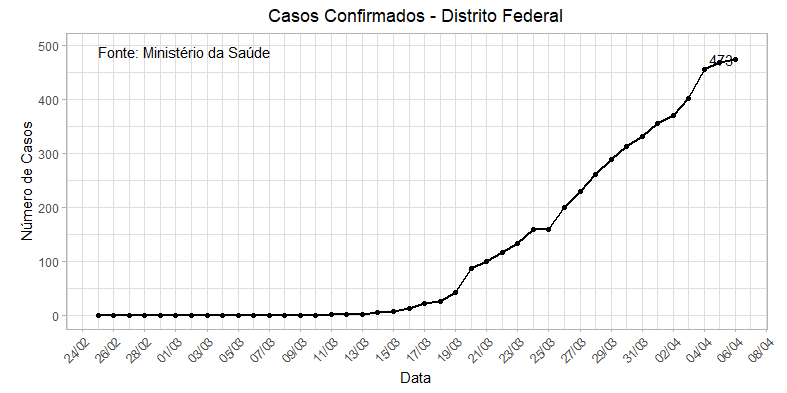 Casos Confirmados - Distrito Federal
Fonte: Ministério da Saúde
473
500
400
300
200
100
0
Número de Casos
24/02 26/02 28/02 01/03 03/03 05/03 07/03 09/03 11/03 13/03 15/03 17/03 19/03 21/03 23/03 25/03 27/03 29/03 31/03 02/04 04/04 06/04 08/04
Data